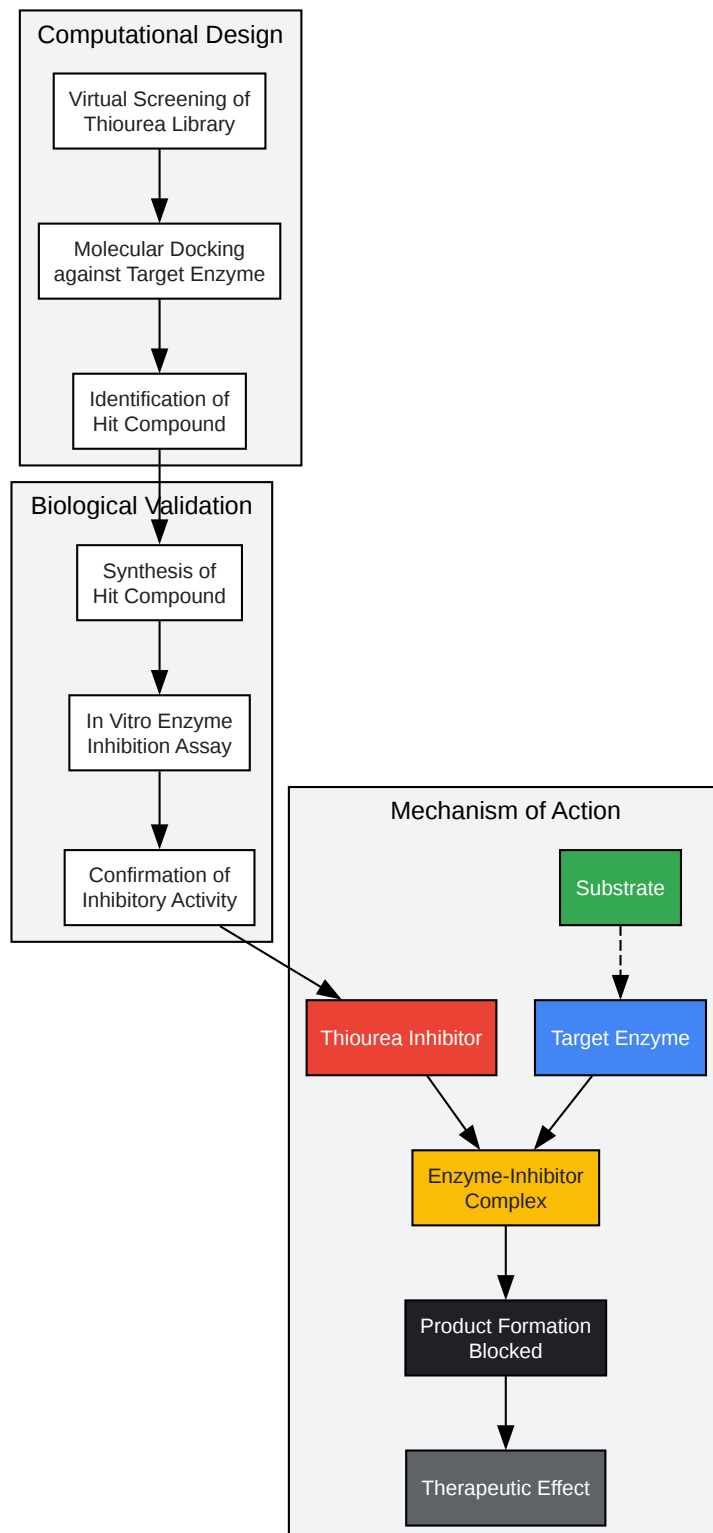 Computational Design
Virtual Screening of
Thiourea Library
Molecular Docking
against Target Enzyme
Identification of
Hit Compound
Biological Validation
Synthesis of
Hit Compound
In Vitro Enzyme
Inhibition Assay
Confirmation of
Inhibitory Activity
Mechanism of Action
Substrate
Thiourea Inhibitor
Target Enzyme
Enzyme-Inhibitor
Complex
Product Formation
Blocked
Therapeutic Effect